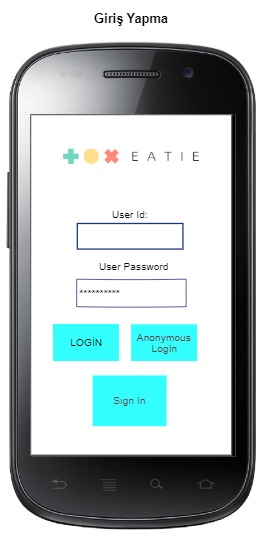 Giriş Yapma
EATIE
User Id:
User Password
**********
LOGİN
Anonymous
LogIn
Sign In